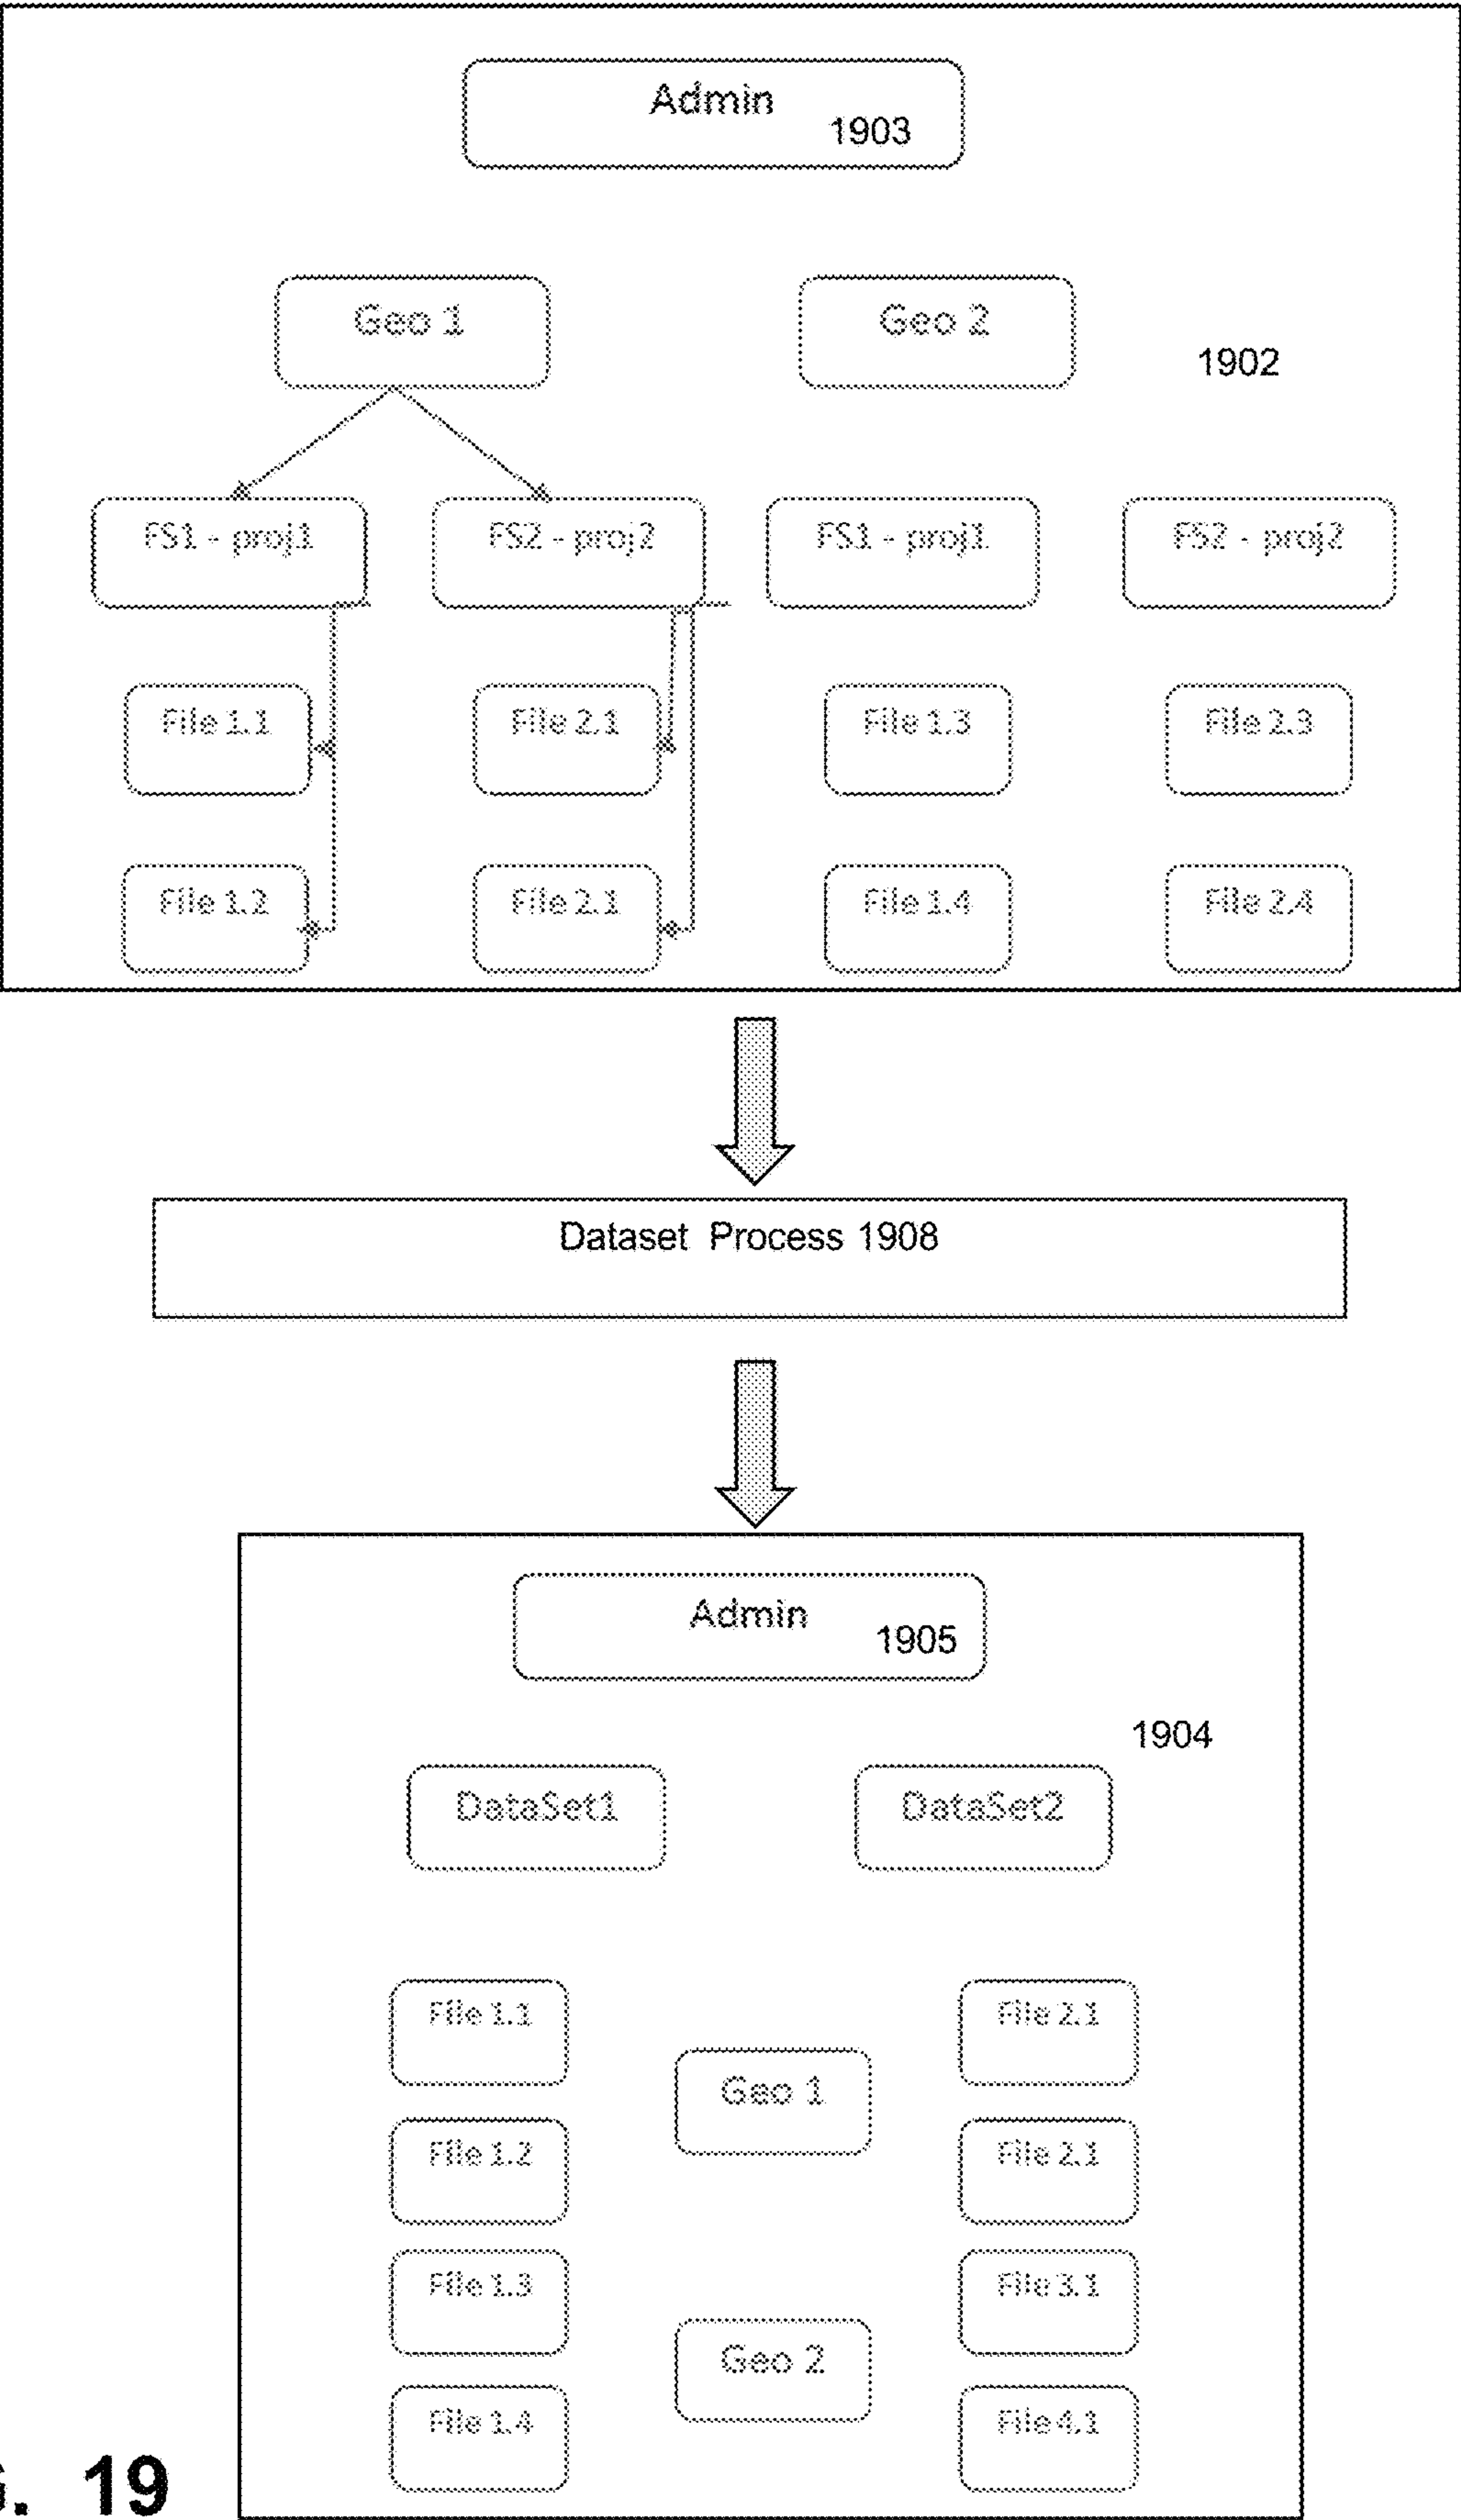 Admin
1903
Geo 1
Geo 2
1902
FS1 - proj1
FS2 - proj2
FS1 - proj1
FS2 - proj2
File 1.1
File 2.1
File 1.3
File 2.3
File 1.2
File 2.1
File 1.4
File 2.4
Dataset Process 1908
Admin
1905
1904
DataSet1
DataSet2
File 1.1
File 2.1
Geo 1
File 1.2
File 2.1
File 1.3
File 3.1
Geo 2
File 1.4
File 4.1
G. 19